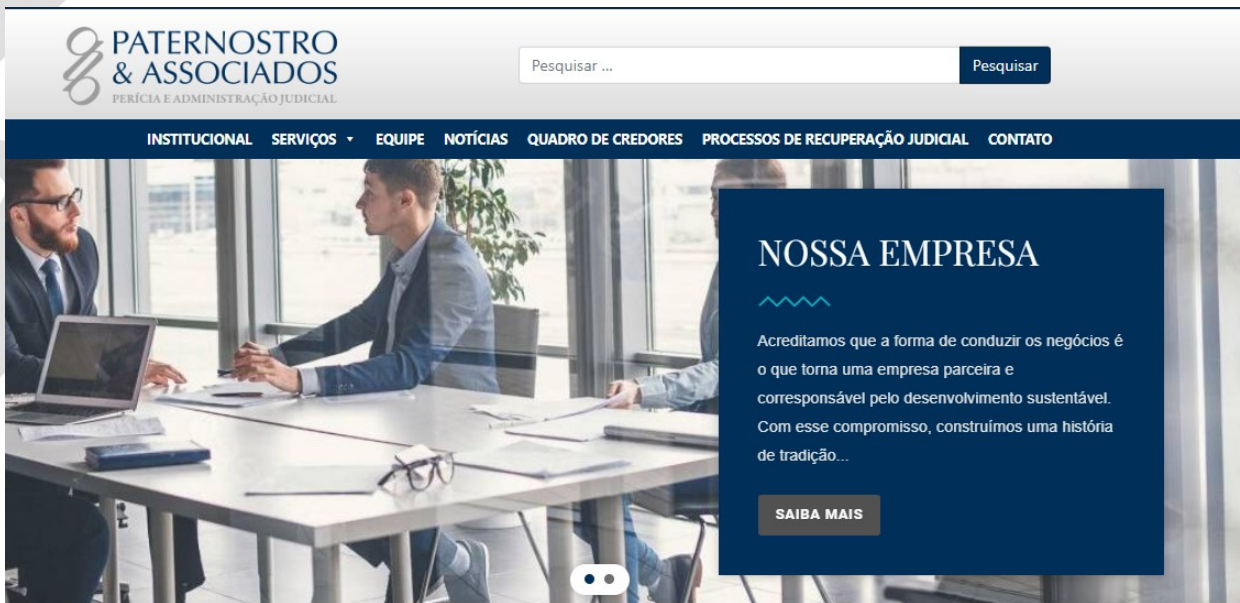 PATERNOSTRO
& ASSOCIADOS
PERÍCIA E ADMINISTRAÇÃO JUDICIAL
Pesquisar ...
Pesquisar
INSTITUCIONAL SERVIÇOS EQUIPE NOTÍCIAS QUADRO DE CREDORES PROCESSOS DE RECUPERAÇÃO JUDICIAL CONTATO
NOSSA EMPRESA
Acreditamos que a forma de conduzir os negócios é
o que torna uma empresa parceira e
corresponsável pelo desenvolvimento sustentável.
Com esse compromisso, construímos uma história
de tradição...
SAIBA MAIS